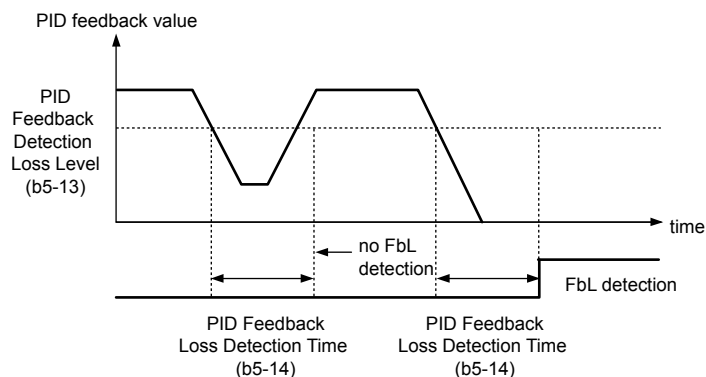 PID feedback value
PID
Feedback
Detection
Loss Level
(b5-13)
time
no FbL
detection
FbL detection
PID Feedback
Loss Detection Time
(b5-14)
PID Feedback
Loss Detection Time
(b5-14)